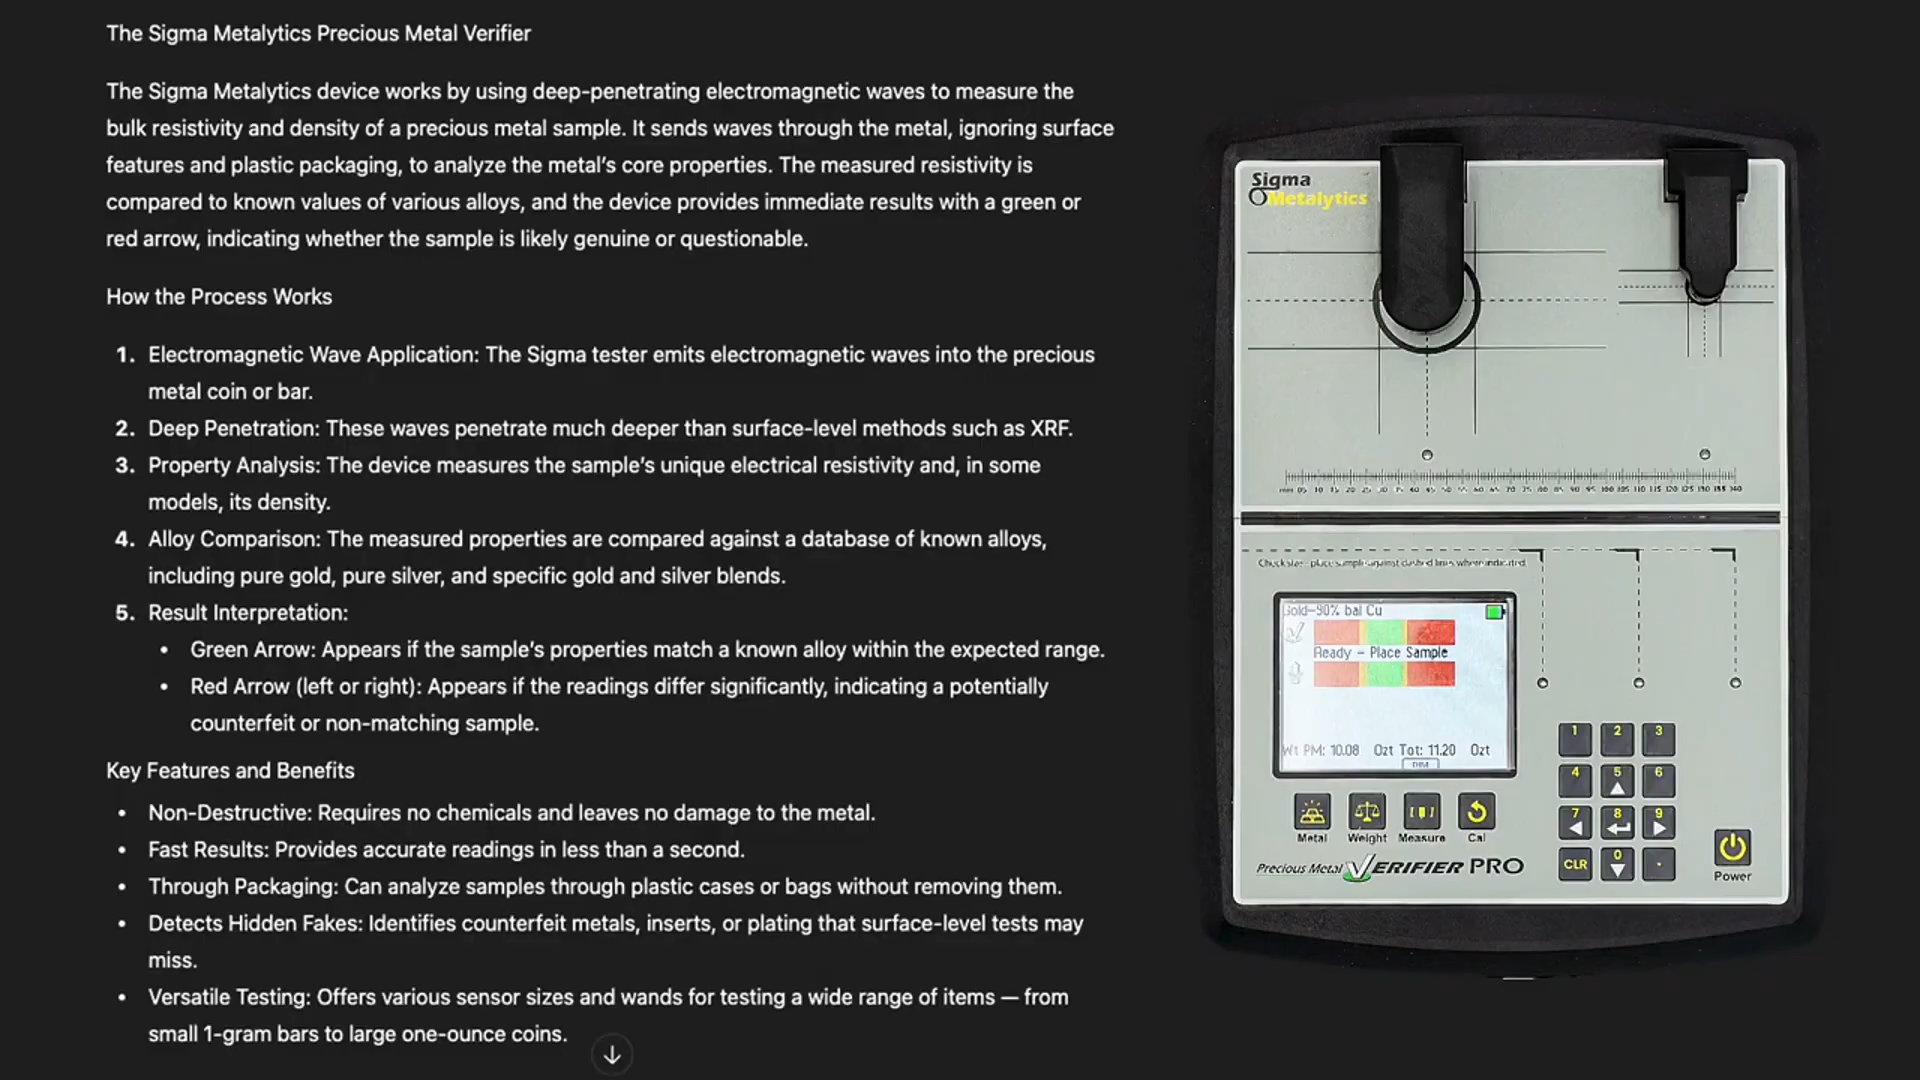 The Sigma Metalytics Precious Metal Verifier
The Sigma Metalytics device works by using deep-penetrating electromagnetic waves to measure the
bulk resistivity and density of a precious metal sample. It sends waves through the metal, ignoring surface
features and plastic packaging, to analyze the metal’s core properties. The measured resistivity is
compared to known values of various alloys, and the device provides immediate results with a green or
red arrow, indicating whether the sample is likely genuine or questionable.
How the Process Works
1. Electromagnetic Wave Application: The Sigma tester emits electromagnetic waves into the precious
metal coin or bar.
2. Deep Penetration: These waves penetrate much deeper than surface-level methods such as XRF.
3. Property Analysis: The device measures the sample’s unique electrical resistivity and, in some
models, its density.
4. Alloy Comparison: The measured properties are compared against a database of known alloys,
including pure gold, pure silver, and specific gold and silver blends.
5. Result Interpretation:
• Green Arrow: Appears if the sample’s properties match a known alloy within the expected range.
• Red Arrow (left or right): Appears if the readings differ significantly, indicating a potentially
counterfeit or non-matching sample.
Key Features and Benefits
• Non-Destructive: Requires no chemicals and leaves no damage to the metal.
• Fast Results: Provides accurate readings in less than a second.
• Through Packaging: Can analyze samples through plastic cases or bags without removing them.
• Detects Hidden Fakes: Identifies counterfeit metals, inserts, or plating that surface-level tests may
miss.
• Versatile Testing: Offers various sensor sizes and wands for testing a wide range of items — from
small 1-gram bars to large one-ounce coins.
Sigma
Metalytics
Check size - place sample against dashed lines where indicated.
Gold-90% bal Cu
Ready - Place Sample
Wt PM: 10.08 Ozt Tot: 11.20 Ozt
Metal Weight Measure Cal
Precious Metal VERIFIER PRO
1 2 3
4 5 6
7 8 9
CLR 0 .
Power